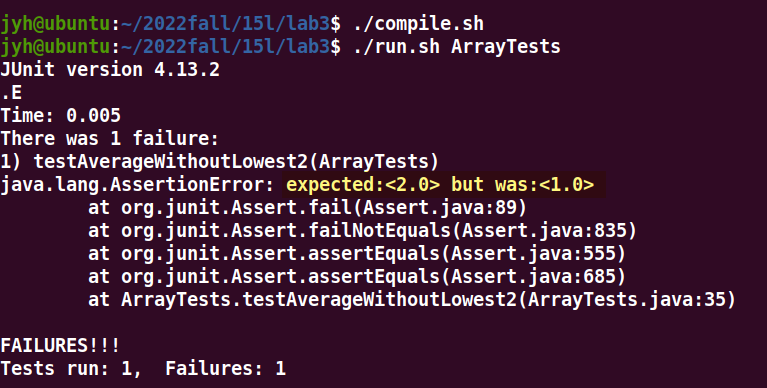 jyh@ubuntu:~/2022fall/15l/lab3$ ./compile.sh
jyh@ubuntu:~/2022fall/15l/lab3$ ./run.sh ArrayTests
JUnit version 4.13.2
.E
Time: 0.005
There was 1 failure:
1) testAverageWithoutLowest2(ArrayTests)
java.lang.AssertionError: expected:<2.0> but was:<1.0>
        at org.junit.Assert.fail(Assert.java:89)
        at org.junit.Assert.failNotEquals(Assert.java:835)
        at org.junit.Assert.assertEquals(Assert.java:555)
        at org.junit.Assert.assertEquals(Assert.java:685)
        at ArrayTests.testAverageWithoutLowest2(ArrayTests.java:35)

FAILURES!!!
Tests run: 1,  Failures: 1